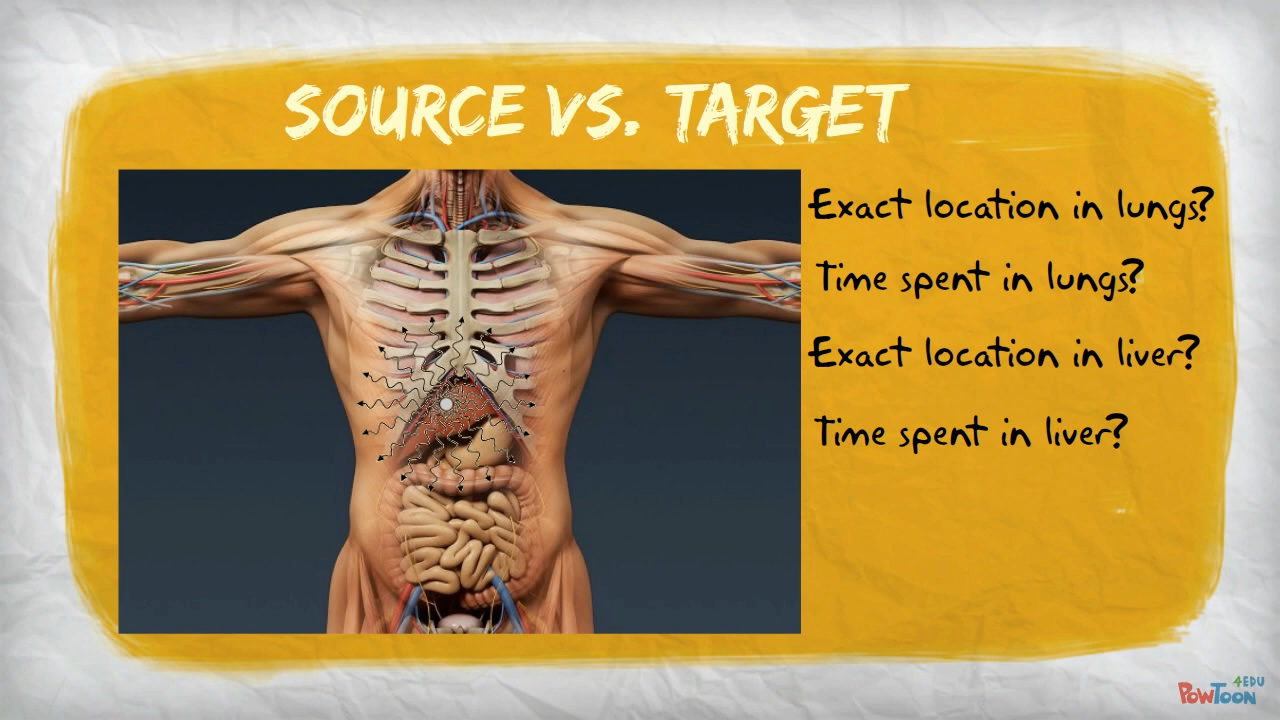 SOURCE VS. TARGET
Exact location in lungs?
Time spent in lungs?
Exact location in liver?
Time spent in liver?
4EDU
POWTOON